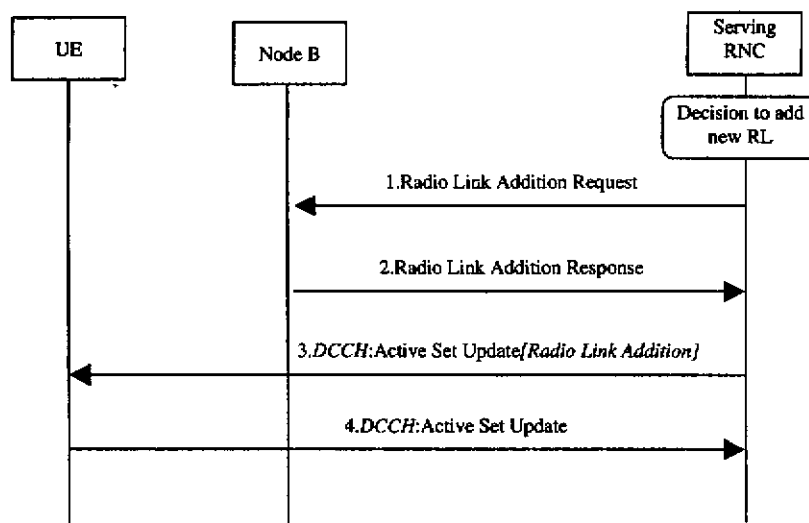 UE
Node B
Serving
RNC
Decision to add
new RL
1.Radio Link Addition Request
2.Radio Link Addition Response
3.DCCH:Active Set Update[Radio Link Addition]
4.DCCH:Active Set Update